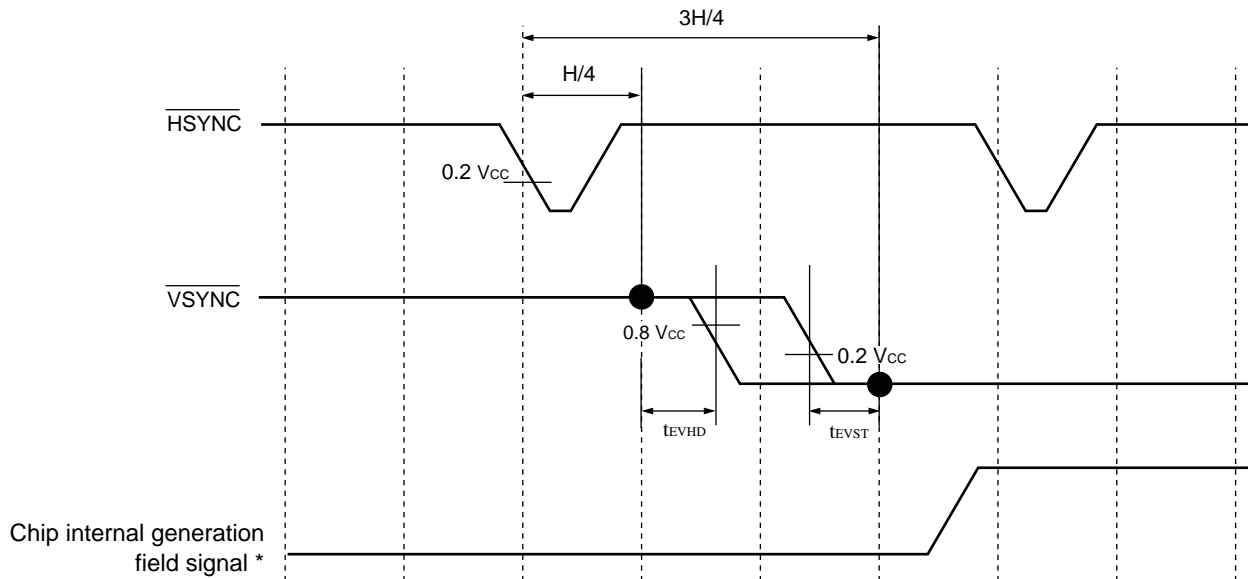 3H/4
H/4
HSYNC
0.2 VCC
VSYNC
0.8 VCC
0.2 VCC
tEVHD
tEVST
Chip internal generation
field signal *